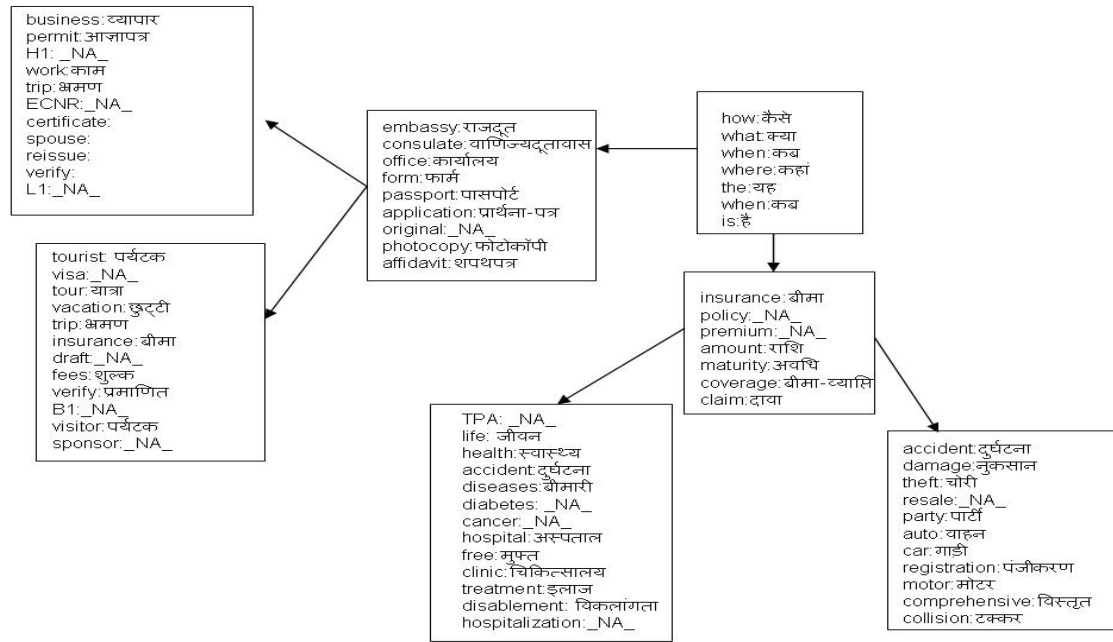 business:व्यापार
permit:आज्ञापत्र
H1: _NA_
work:काम
trip:भ्रमण
ECNR:_NA_
certificate:
spouse:
reissue:
verify:
L1:_NA_
embassy:राजदूत
consulate:वाणिज्यदूतावास
office:कार्यालय
form:फार्म
passport:पासपोर्ट
application:प्रार्थना-पत्र
original:_NA_
photocopy:फोटोकॉपी
affidavit:शपथपत्र
how:कैसे
what:क्या
when:कब
where:कहां
the:यह
when:कब
is:है
tourist: पर्यटक
visa:_NA_
tour:यात्रा
vacation:छुट्टी
trip:भ्रमण
insurance:बीमा
draft:_NA_
fees:शुल्क
verify:प्रमाणित
B1:_NA_
visitor:पर्यटक
sponsor:_NA_
insurance:बीमा
policy:_NA_
premium:_NA_
amount:राशि
maturity:अवधि
coverage:बीमा-व्याप्ति
claim:दावा
TPA: _NA_
life: जीवन
health:स्वास्थ्य
accident:दुर्घटना
diseases:बीमारी
diabetes: _NA_
cancer:_NA_
hospital:अस्पताल
free:मुफ्त
clinic:चिकित्सालय
treatment:इलाज
disablement: विकलांगता
hospitalization:_NA_
accident:दुर्घटना
damage:नुकसान
theft:चोरी
resale:_NA_
party:पार्टी
auto:वाहन
car:गाड़ी
registration:पंजीकरण
motor:मोटर
comprehensive:विस्तृत
collision:टक्कर